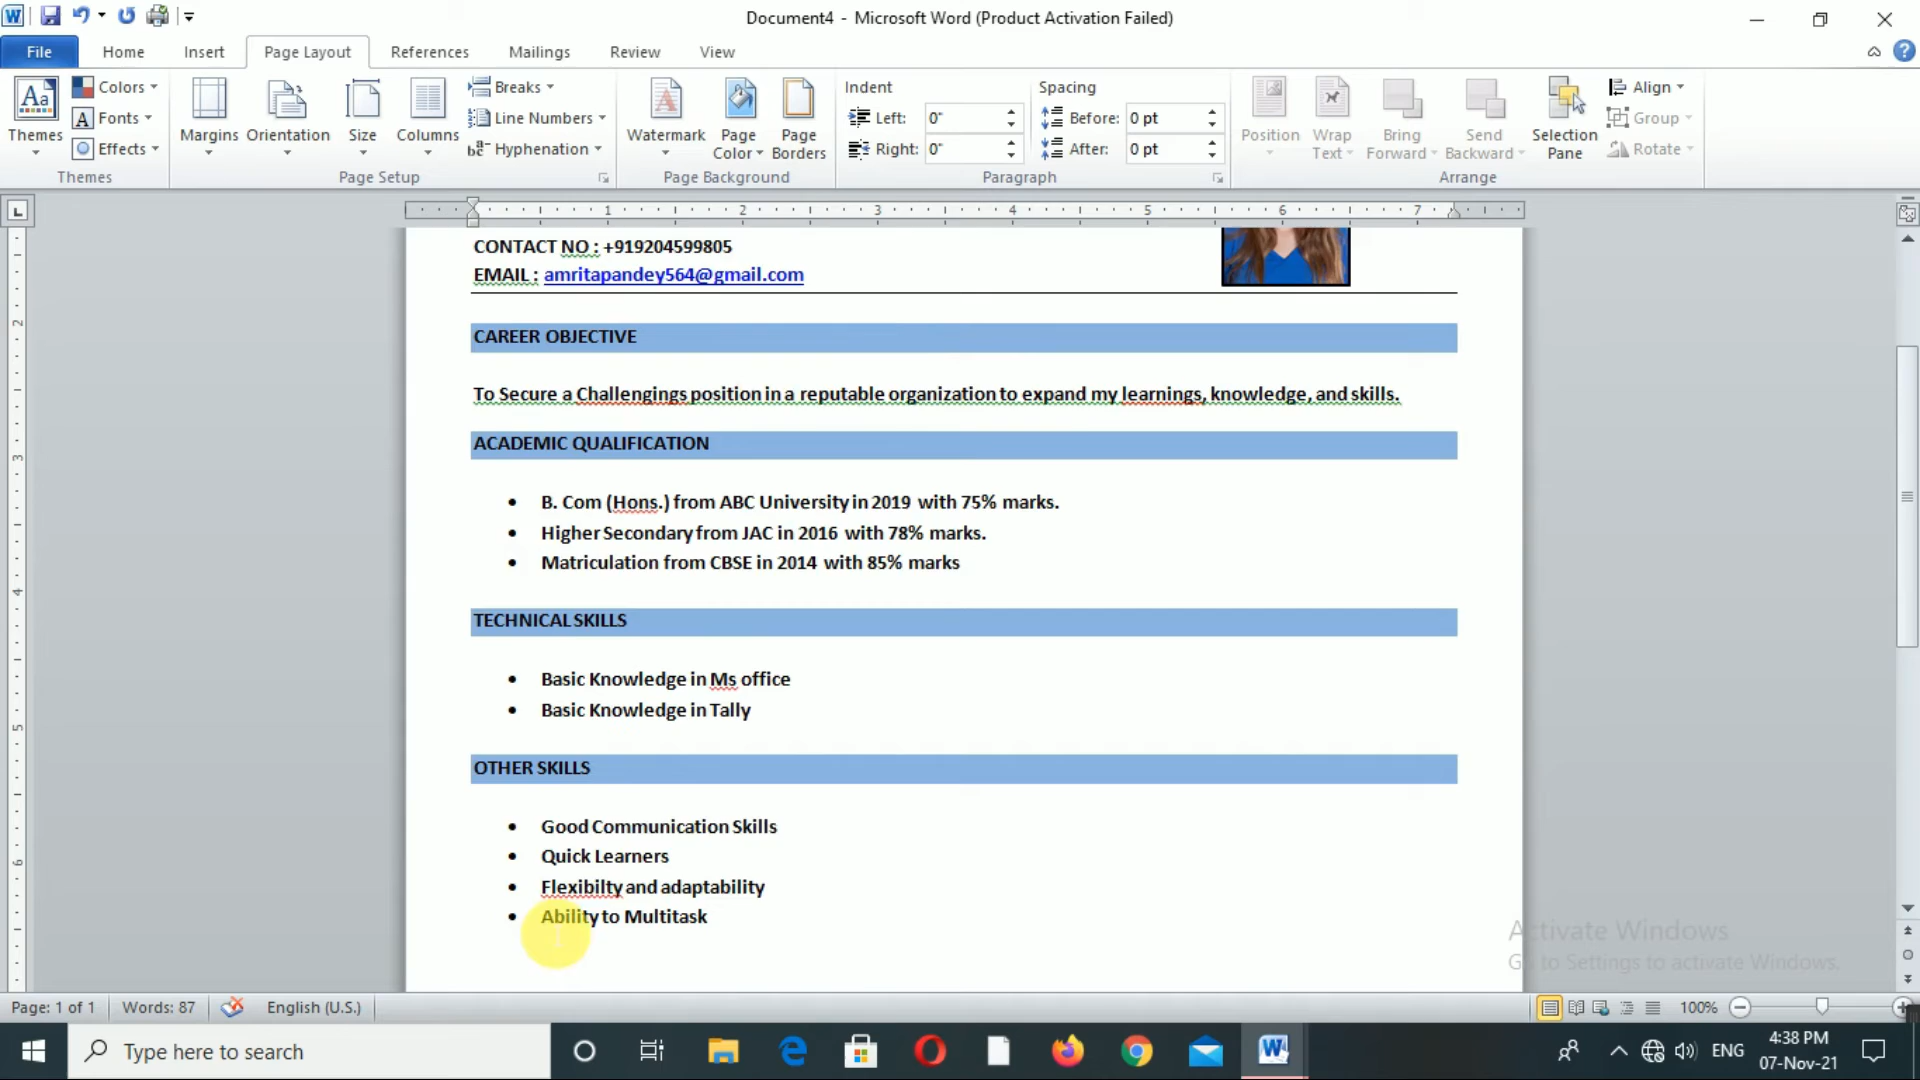 Document4 - Microsoft Word (Product Activation Failed)
File Home Insert Page Layout References Mailings Review View
Aa Themes Colors Fonts Effects
Margins Orientation Size Columns Breaks Line Numbers Hyphenation
Watermark Page Color Page Borders
Indent Left: 0" Right: 0"
Spacing Before: 0 pt After: 0 pt
Position Wrap Text Bring Forward Send Backward Selection Pane Align Group Rotate
Themes Page Setup Page Background Paragraph Arrange
1 2 3 4 5 6 7
CONTACT NO : +919204599805
EMAIL : amritapandey564@gmail.com
CAREER OBJECTIVE
To Secure a Challengings position in a reputable organization to expand my learnings, knowledge, and skills.
ACADEMIC QUALIFICATION
• B. Com (Hons.) from ABC University in 2019 with 75% marks.
• Higher Secondary from JAC in 2016 with 78% marks.
• Matriculation from CBSE in 2014 with 85% marks
TECHNICAL SKILLS
• Basic Knowledge in Ms office
• Basic Knowledge in Tally
OTHER SKILLS
• Good Communication Skills
• Quick Learners
• Flexibilty and adaptability
• Ability to Multitask
Activate Windows
Go to Settings to activate Windows.
Page: 1 of 1 Words: 87 English (U.S.) 100%
Type here to search
ENG
4:38 PM
07-Nov-21